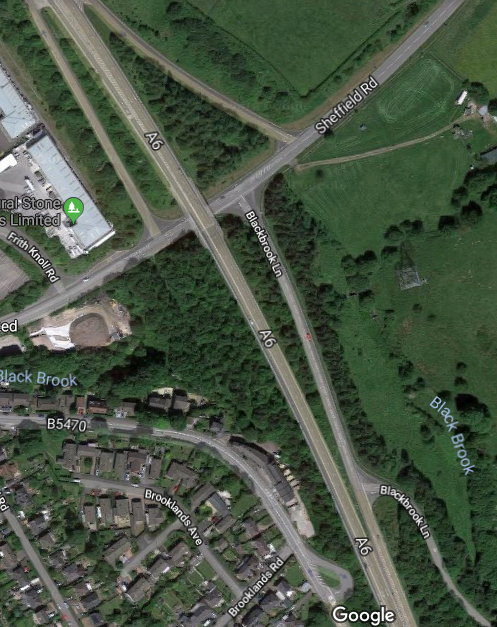 A6
Sheffield Rd
ral Stone
s Limited
Blackbrook Ln
Frith Knoll Rd
ed
A6
Black Brook
Black Brook
B5470
Brooklands Ave
Blackbrook Ln
Rd
A6
Brooklands Rd
Google